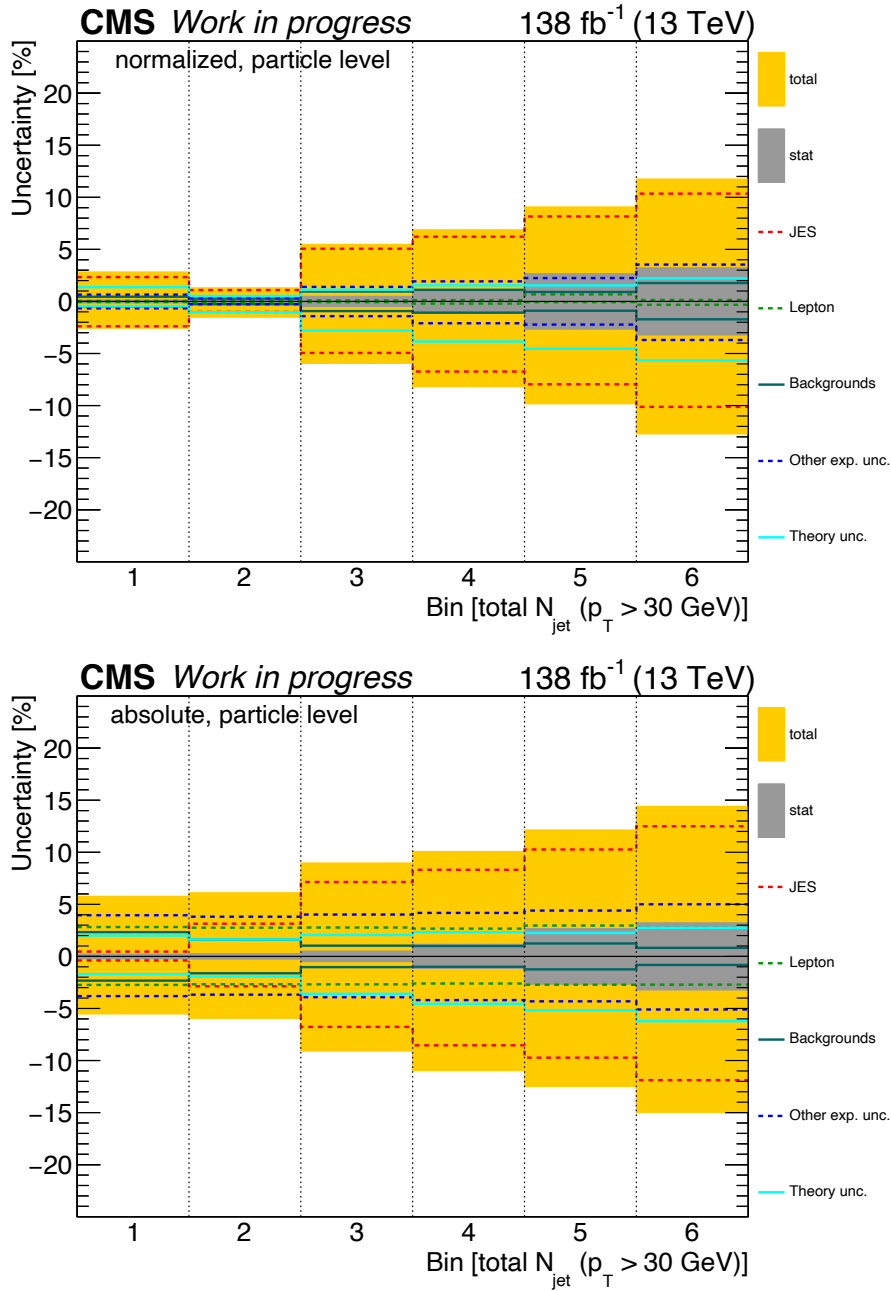 CMS Work in progress 138 fb⁻¹ (13 TeV)
normalized, particle level
Uncertainty [%]
20
15
10
5
0
−5
−10
−15
−20
1 2 3 4 5 6
Bin [total N_jet (p_T > 30 GeV)]
total
stat
JES
Lepton
Backgrounds
Other exp. unc.
Theory unc.
CMS Work in progress 138 fb⁻¹ (13 TeV)
absolute, particle level
Uncertainty [%]
20
15
10
5
0
−5
−10
−15
−20
1 2 3 4 5 6
Bin [total N_jet (p_T > 30 GeV)]
total
stat
JES
Lepton
Backgrounds
Other exp. unc.
Theory unc.